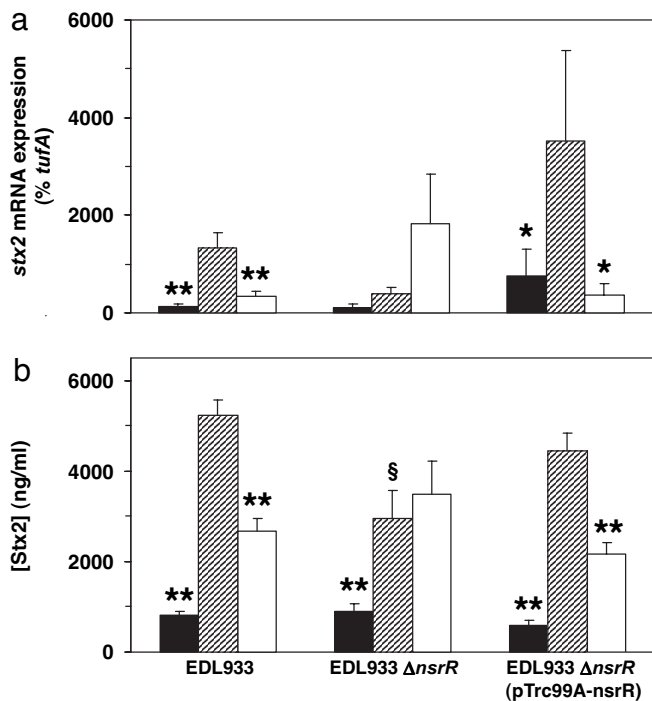 a
6000
4000
2000
0
stx2 mRNA expression
(% tufA)
**
**
*
*
b
6000
4000
2000
0
[Stx2] (ng/ml)
**
**
**
§
**
**
EDL933
EDL933 ΔnsrR
EDL933 ΔnsrR
(pTrc99A-nsrR)